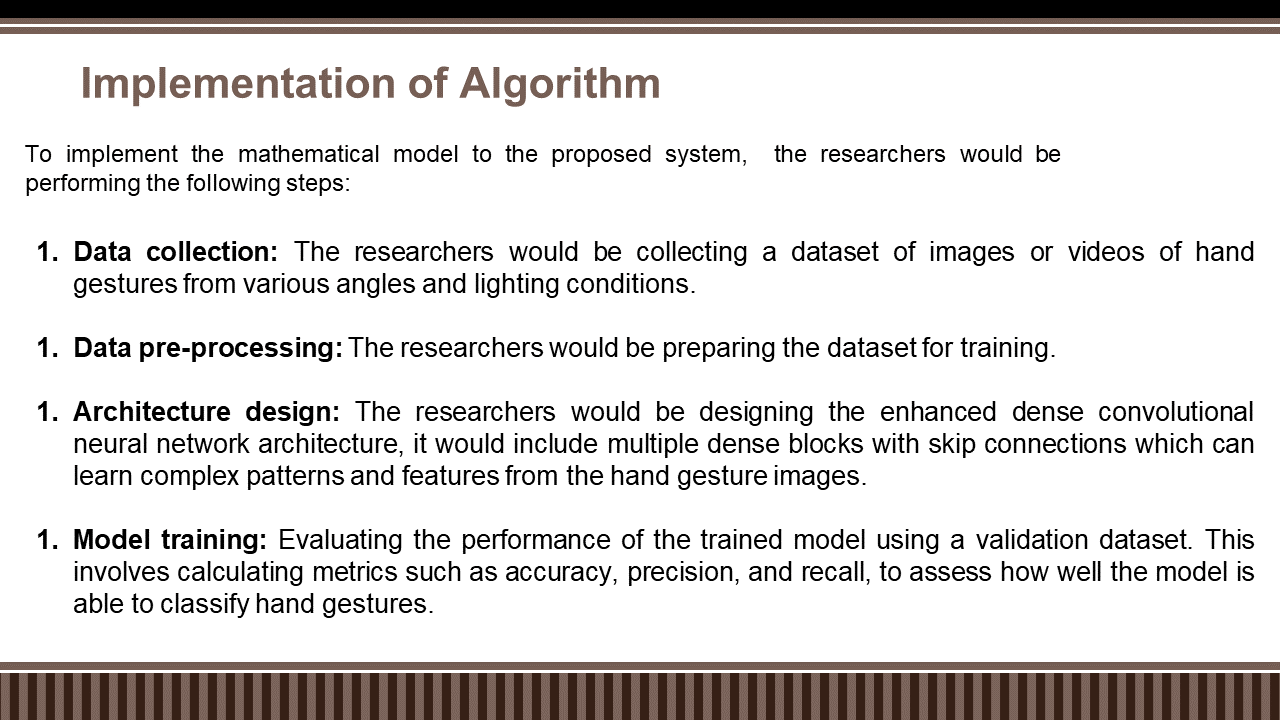 Implementation of Algorithm
To implement the mathematical model to the proposed system, the researchers would be
performing the following steps:
1. Data collection: The researchers would be collecting a dataset of images or videos of hand
gestures from various angles and lighting conditions.
1. Data pre-processing: The researchers would be preparing the dataset for training.
1. Architecture design: The researchers would be designing the enhanced dense convolutional
neural network architecture, it would include multiple dense blocks with skip connections which can
learn complex patterns and features from the hand gesture images.
1. Model training: Evaluating the performance of the trained model using a validation dataset. This
involves calculating metrics such as accuracy, precision, and recall, to assess how well the model is
able to classify hand gestures.